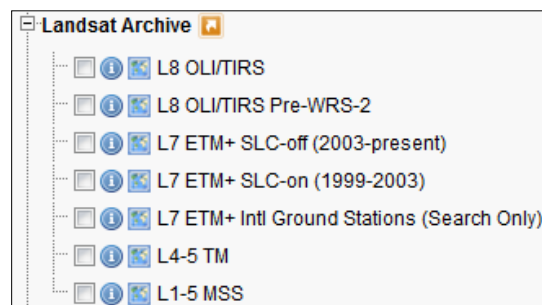 Landsat Archive
L8 OLI/TIRS
L8 OLI/TIRS Pre-WRS-2
L7 ETM+ SLC-off (2003-present)
L7 ETM+ SLC-on (1999-2003)
L7 ETM+ Intl Ground Stations (Search Only)
L4-5 TM
L1-5 MSS